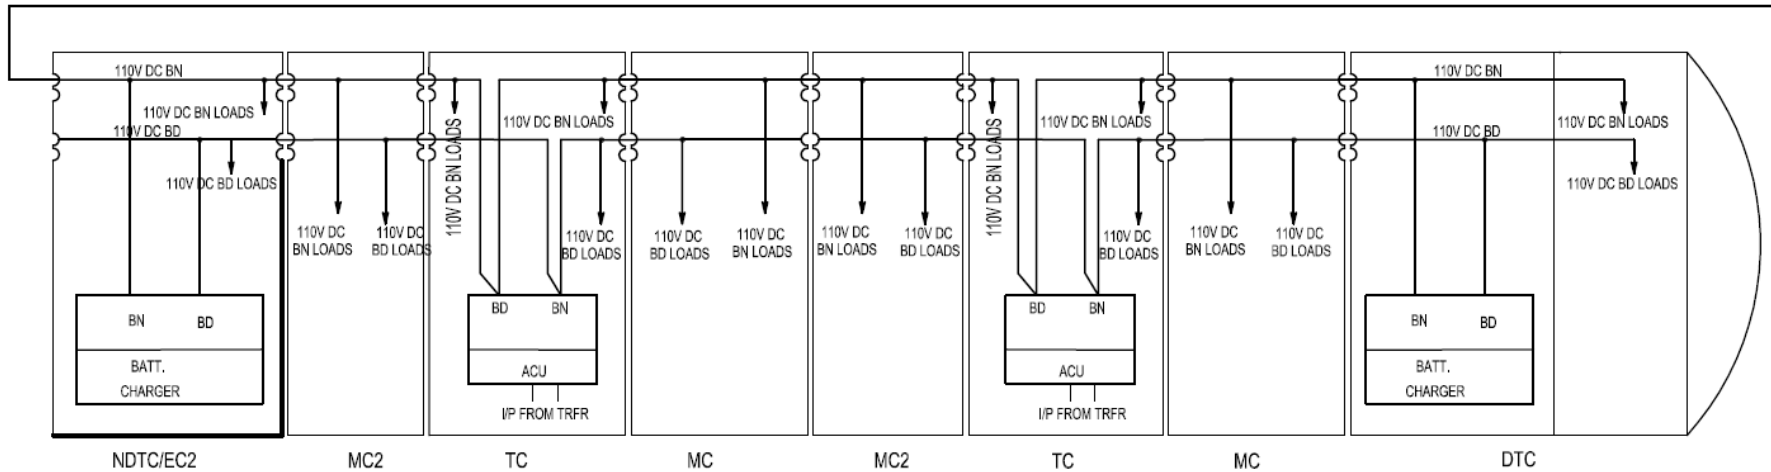 110V DC BN
110V DC BN LOADS
110V DC BD
110V DC BD LOADS
BN
BD
BATT.
CHARGER
NDTC/EC2
110V DC
BN LOADS
110V DC
BD LOADS
MC2
110V DC BN LOADS
110V DC BN LOADS
110V DC
BD LOADS
BD
BN
ACU
I/P FROM TRFR
TC
110V DC
BD LOADS
110V DC
BN LOADS
MC
110V DC
BN LOADS
110V DC
BD LOADS
MC2
110V DC BN LOADS
110V DC BN LOADS
110V DC
BD LOADS
BD
BN
ACU
I/P FROM TRFR
TC
110V DC
BN LOADS
110V DC
BD LOADS
MC
110V DC BN
110V DC BN LOADS
110V DC BD
110V DC BD LOADS
BN
BD
BATT.
CHARGER
DTC